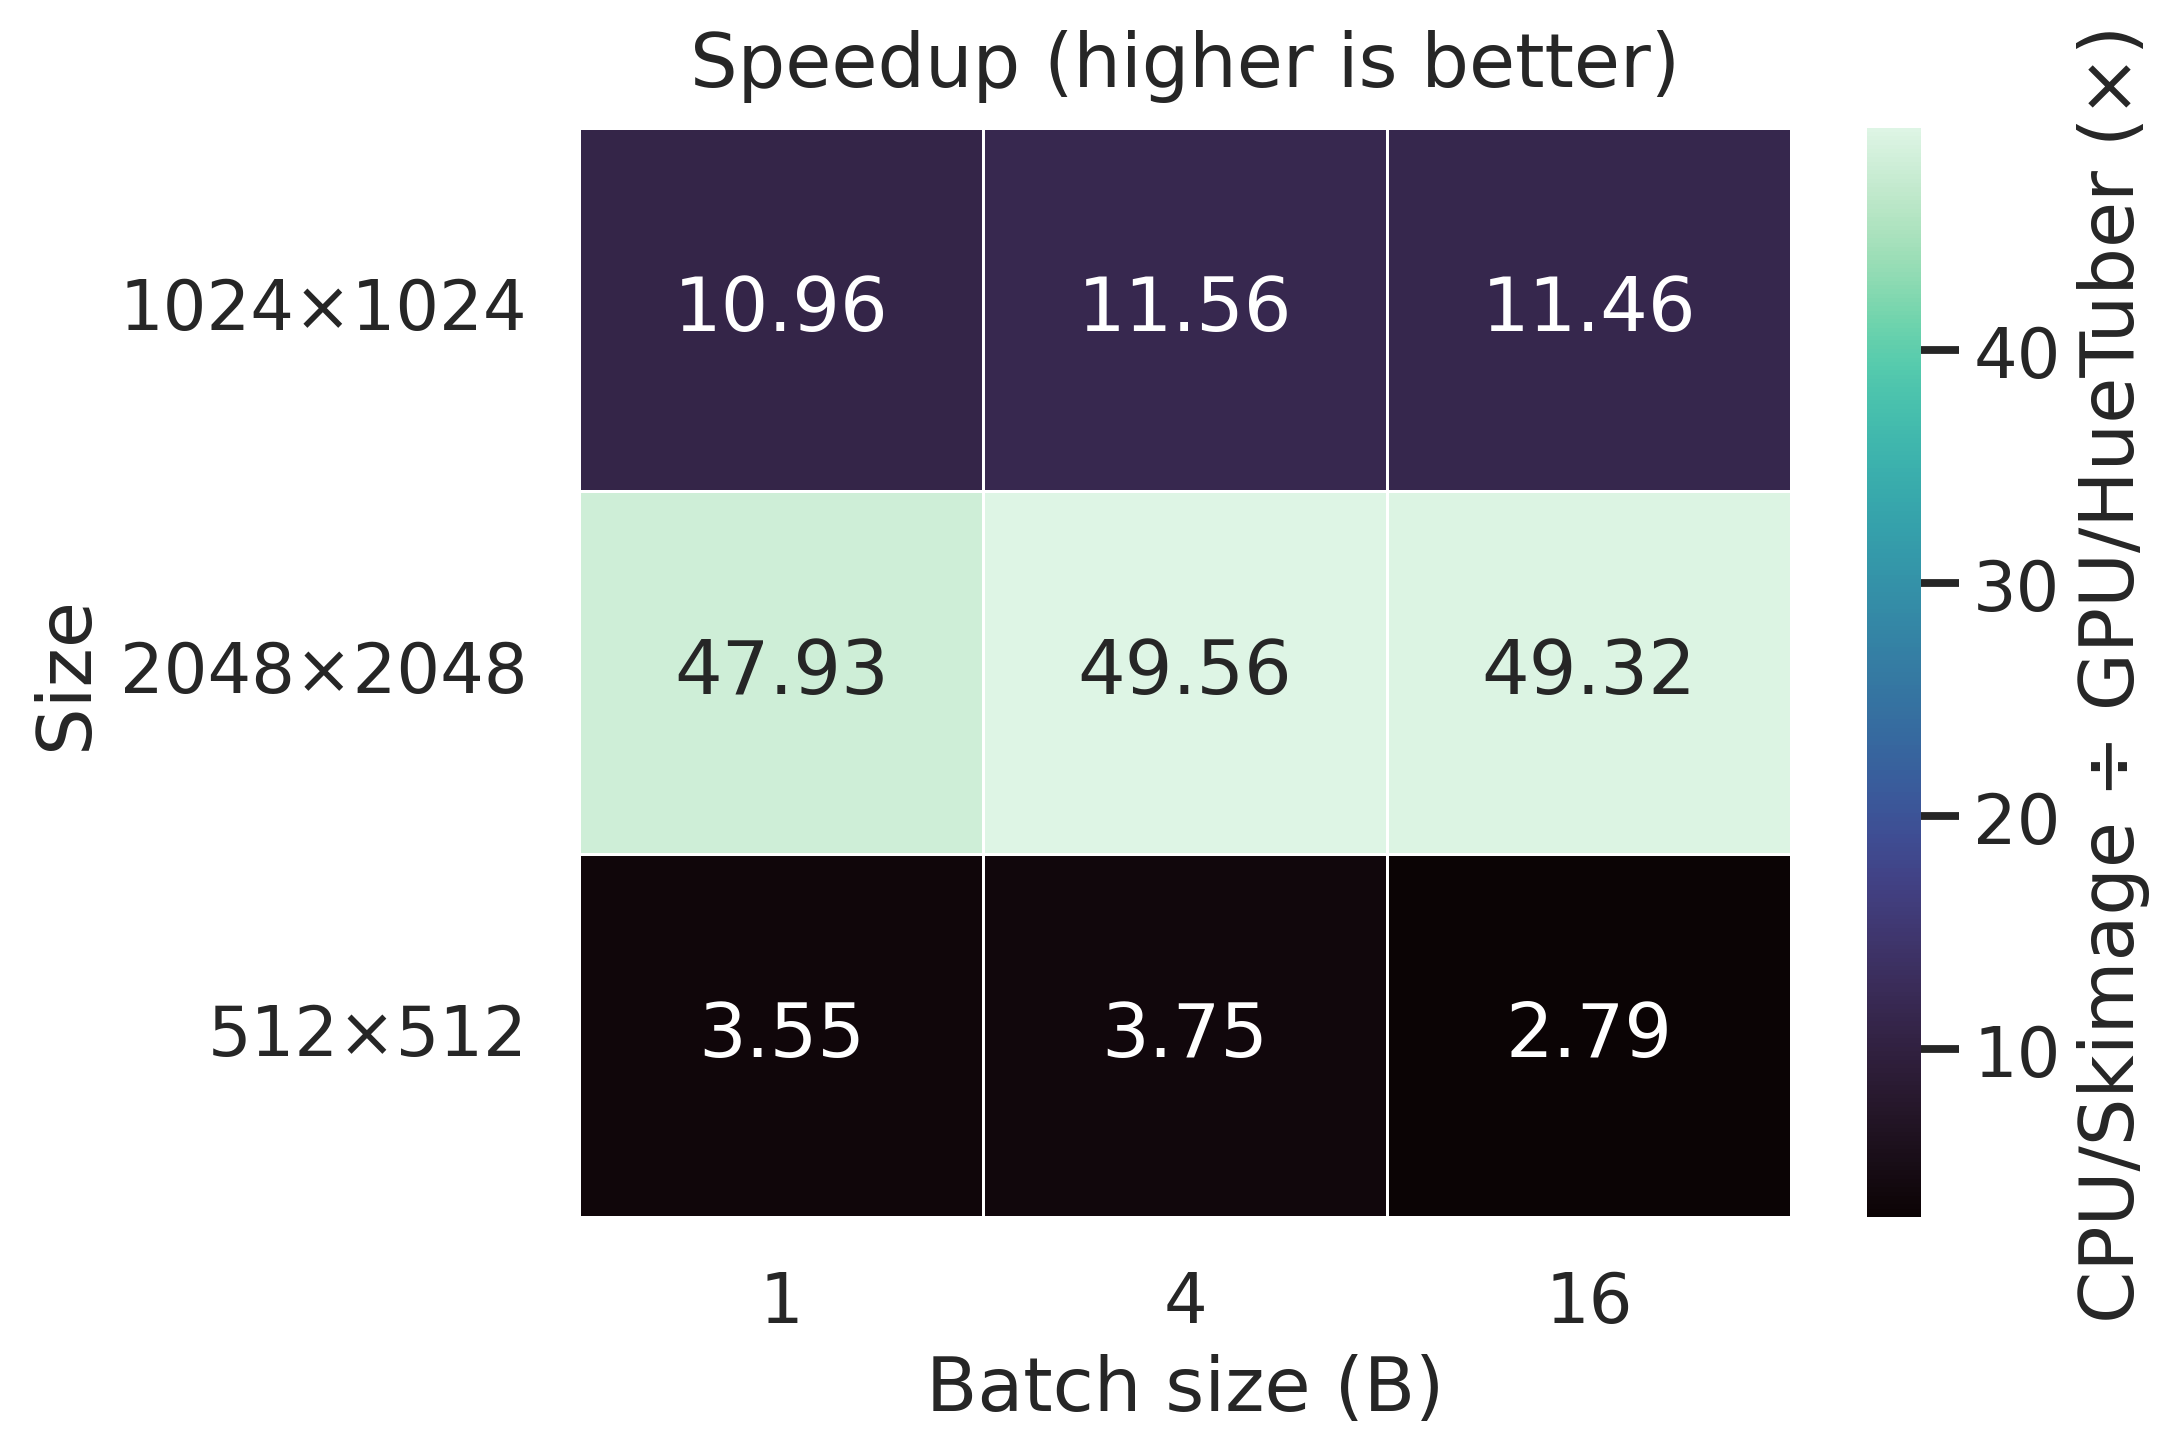 Speedup (higher is better)
1024×1024
10.96 11.56 11.46
Size
2048×2048
47.93 49.56 49.32
512×512
3.55 3.75 2.79
1 4 16
Batch size (B)
40
30
20
10
CPU/Skimage ÷ GPU/HueTuber (×)